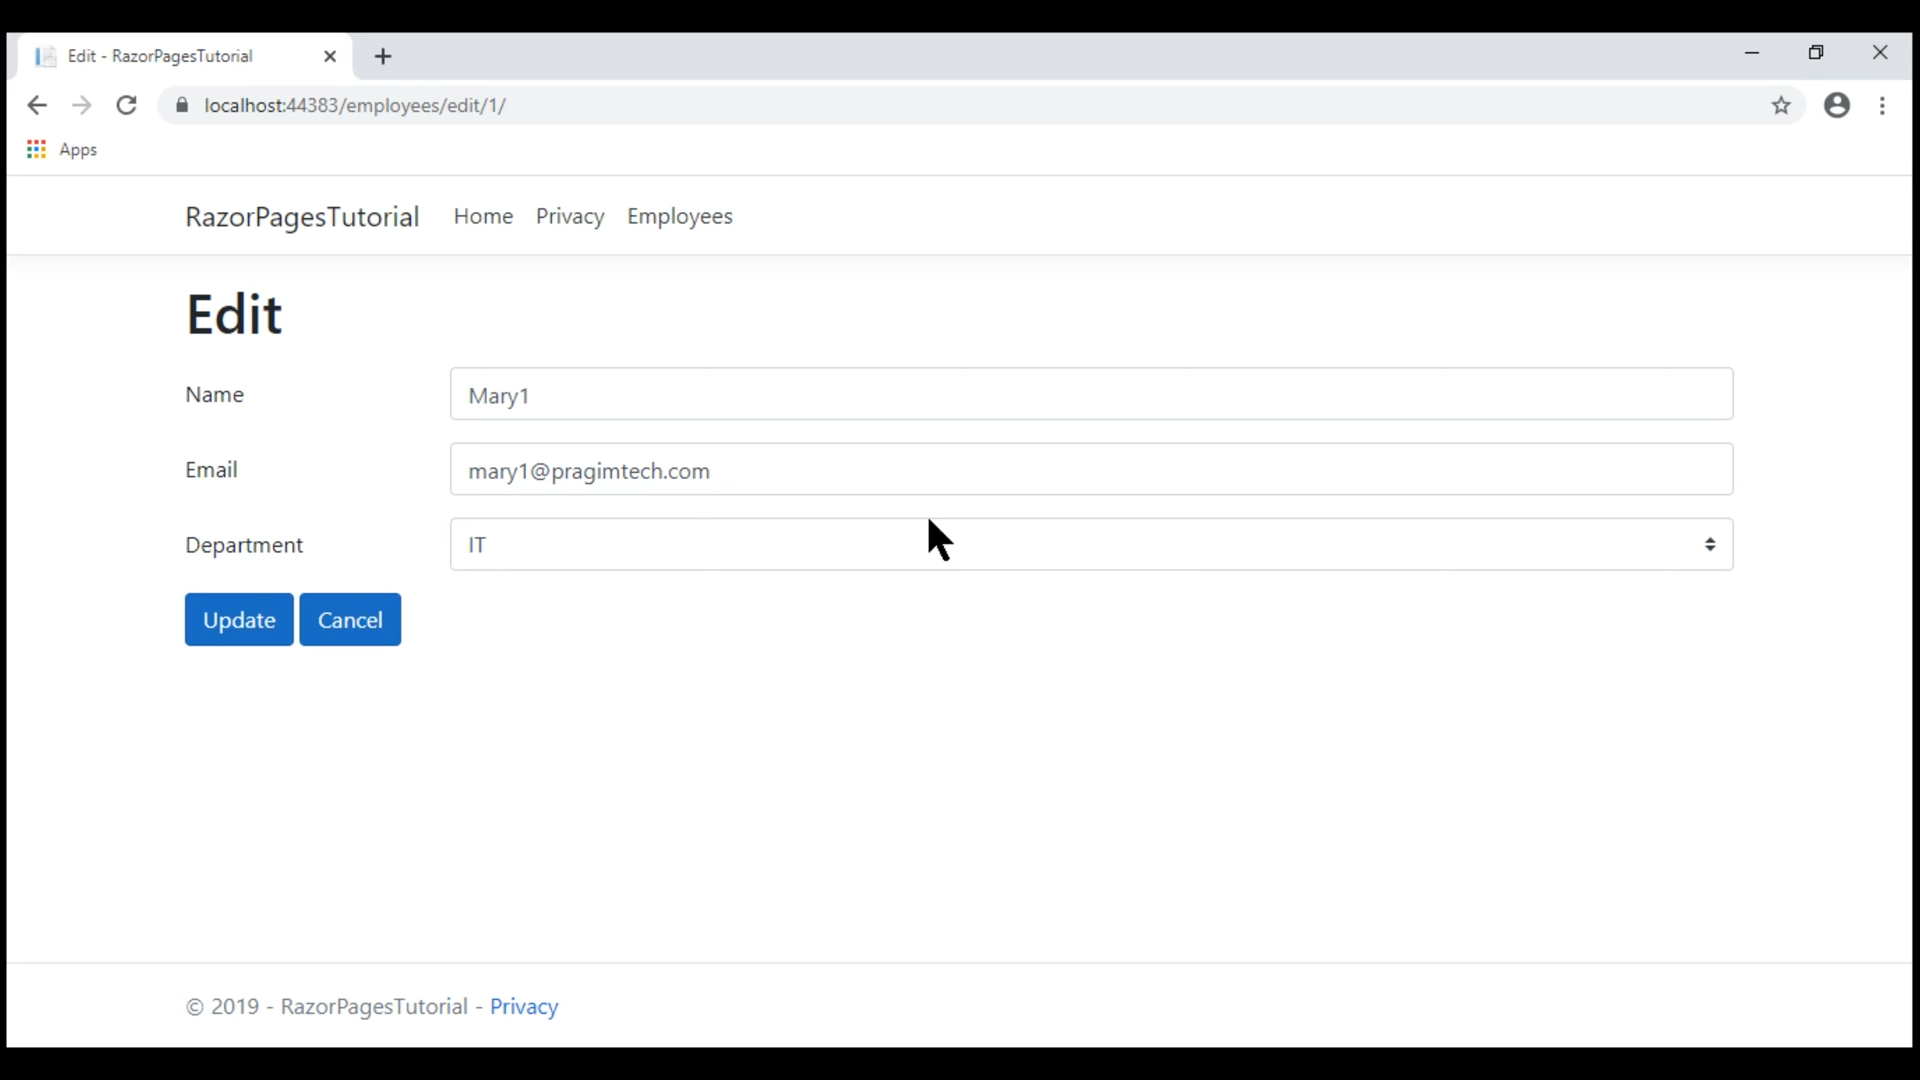 Edit - RazorPagesTutorial
localhost:44383/employees/edit/1/
Apps
RazorPagesTutorial Home Privacy Employees
Edit
Name Mary1
Email mary1@pragimtech.com
Department IT
Update Cancel
© 2019 - RazorPagesTutorial - Privacy